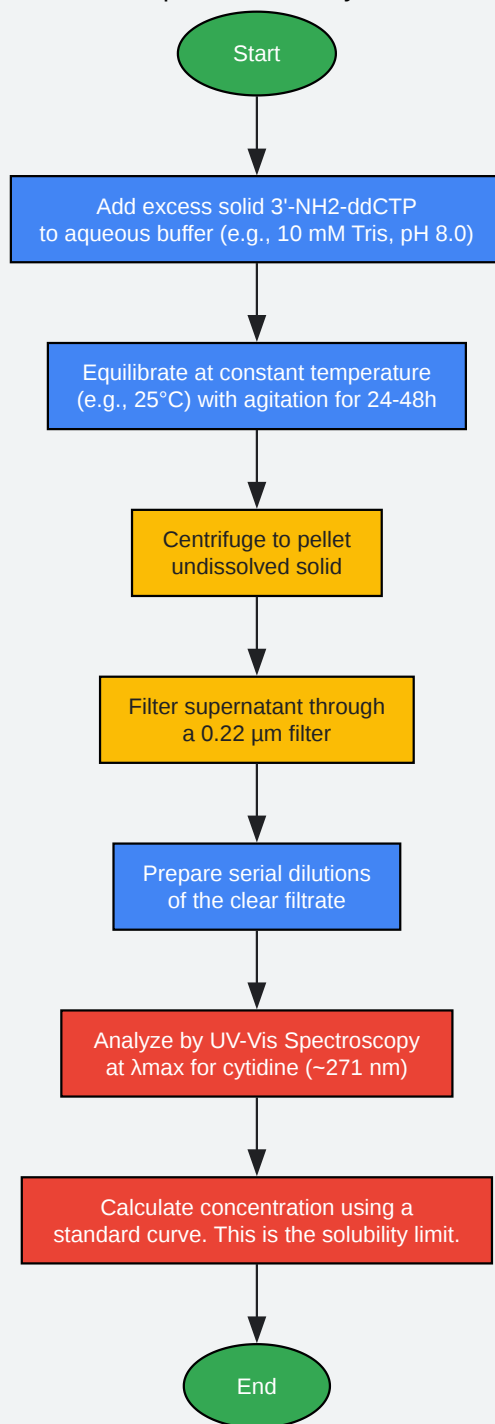 Start
Add excess solid 3'-NH2-ddCTP
to aqueous buffer (e.g., 10 mM Tris, pH 8.0)
Equilibrate at constant temperature
(e.g., 25°C) with agitation for 24-48h
Centrifuge to pellet
undissolved solid
Filter supernatant through
a 0.22 µm filter
Prepare serial dilutions
of the clear filtrate
Analyze by UV-Vis Spectroscopy
at λmax for cytidine (~271 nm)
Calculate concentration using a
standard curve. This is the solubility limit.
End